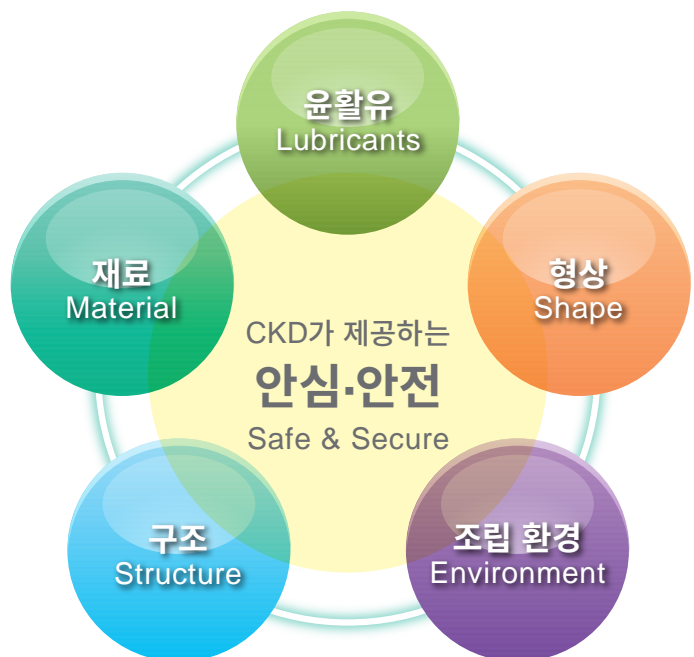 윤활유
Lubricants
재료
Material
형상
Shape
CKD가 제공하는
안심·안전
Safe & Secure
구조
Structure
조립 환경
Environment